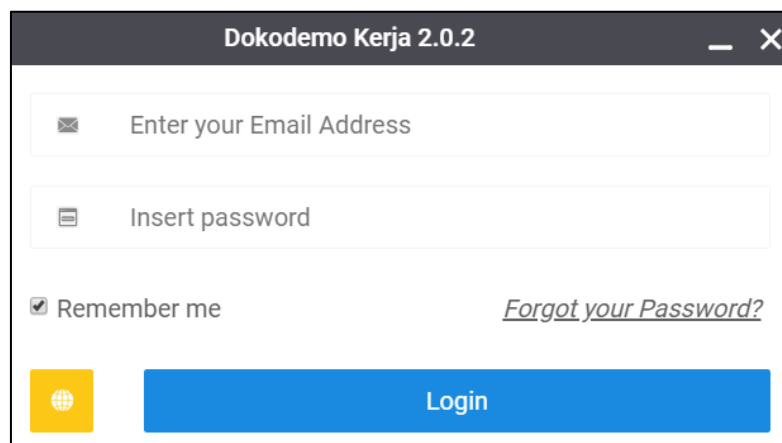 Dokodemo Kerja 2.0.2
Enter your Email Address
Insert password
Remember me
Forgot your Password?
Login